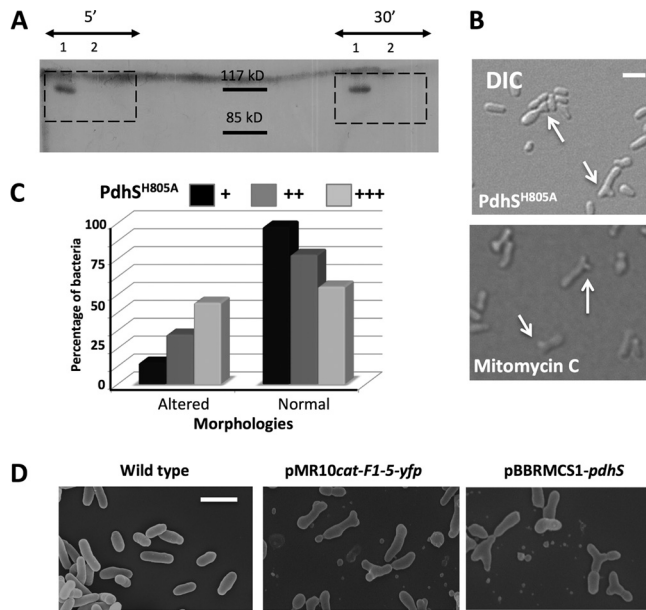 A
5’
30’
1 2
1 2
117 kD
85 kD
B
DIC
PdhS^H805A
Mitomycin C
C
PdhS^H805A + ++ +++
Percentage of bacteria
100
75
50
25
0
Altered Normal
Morphologies
D
Wild type
pMR10cat-F1-5-yfp
pBBRMCS1-pdhS